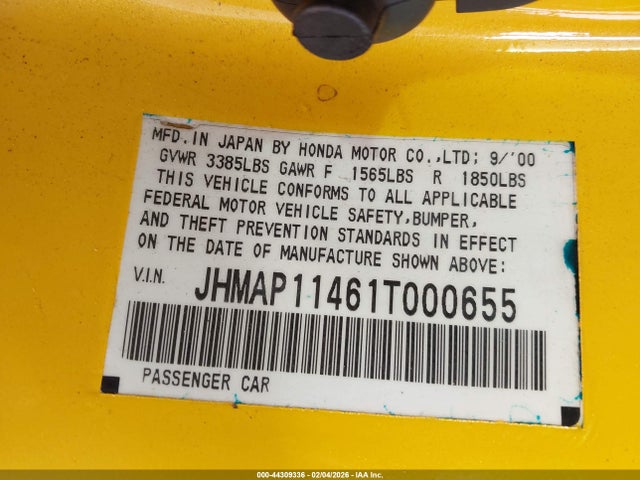 MFD.IN JAPAN BY HONDA MOTOR CO.,LTD; 9/'00
GVWR 3385LBS GAWR F 1565LBS R 1850LBS
THIS VEHICLE CONFORMS TO ALL APPLICABLE
FEDERAL MOTOR VEHICLE SAFETY,BUMPER,
AND THEFT PREVENTION STANDARDS IN EFFECT
ON THE DATE OF MANUFACTURE SHOWN ABOVE:
V.I.N. JHMAP11461T000655
PASSENGER CAR
000-44309336 - 02/04/2026 - IAA Inc.